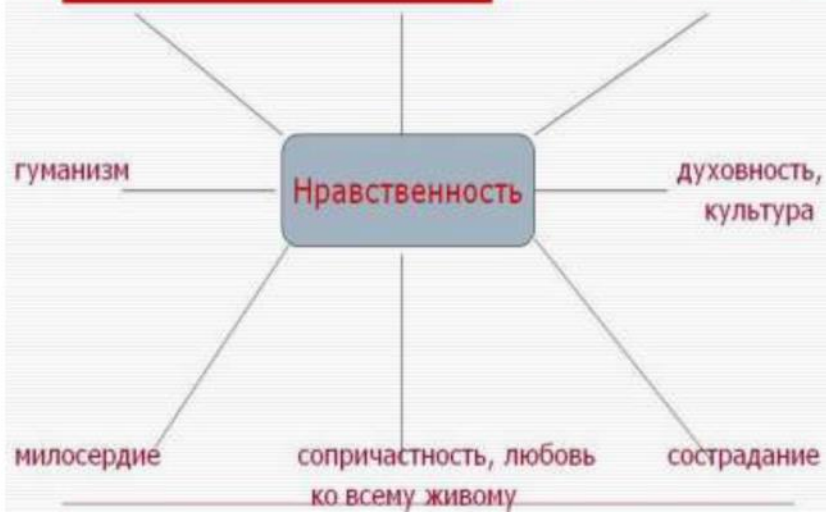 гуманизм
Нравственность
духовность,
культура
милосердие
сопричастность, любовь
ко всему живому
сострадание